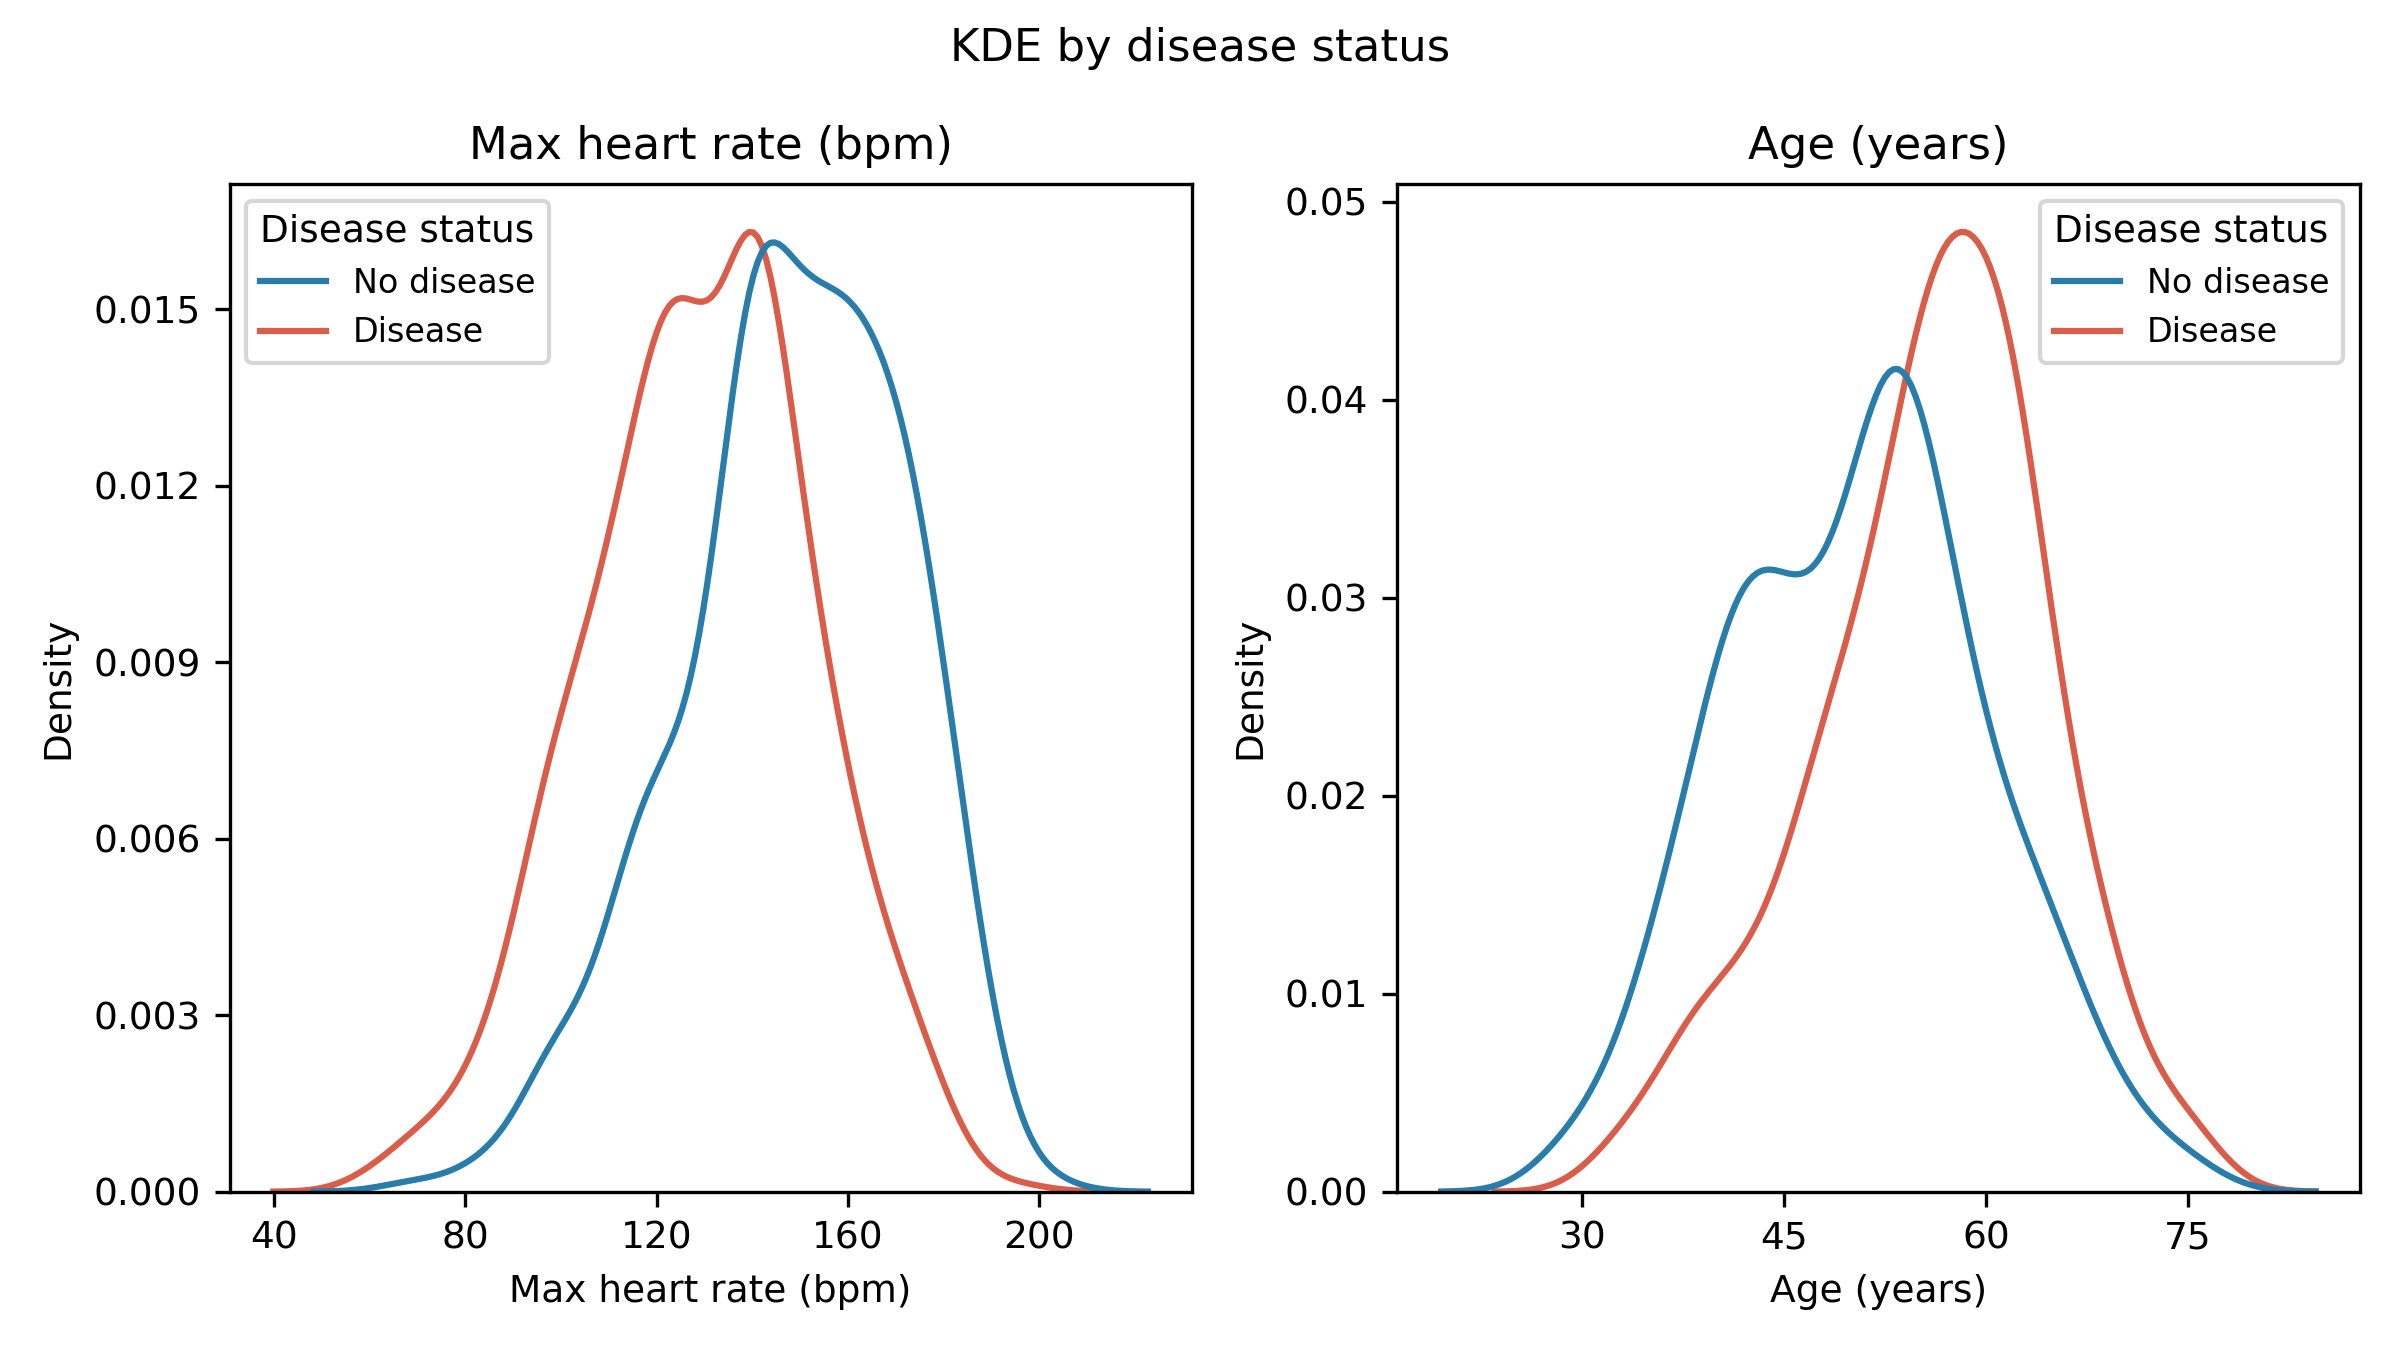 KDE by disease status
Max heart rate (bpm)
Disease status
No disease
Disease
0.015
0.012
0.009
0.006
0.003
0.000
Density
40 80 120 160 200
Max heart rate (bpm)
Age (years)
Disease status
No disease
Disease
0.05
0.04
0.03
0.02
0.01
0.00
Density
30 45 60 75
Age (years)